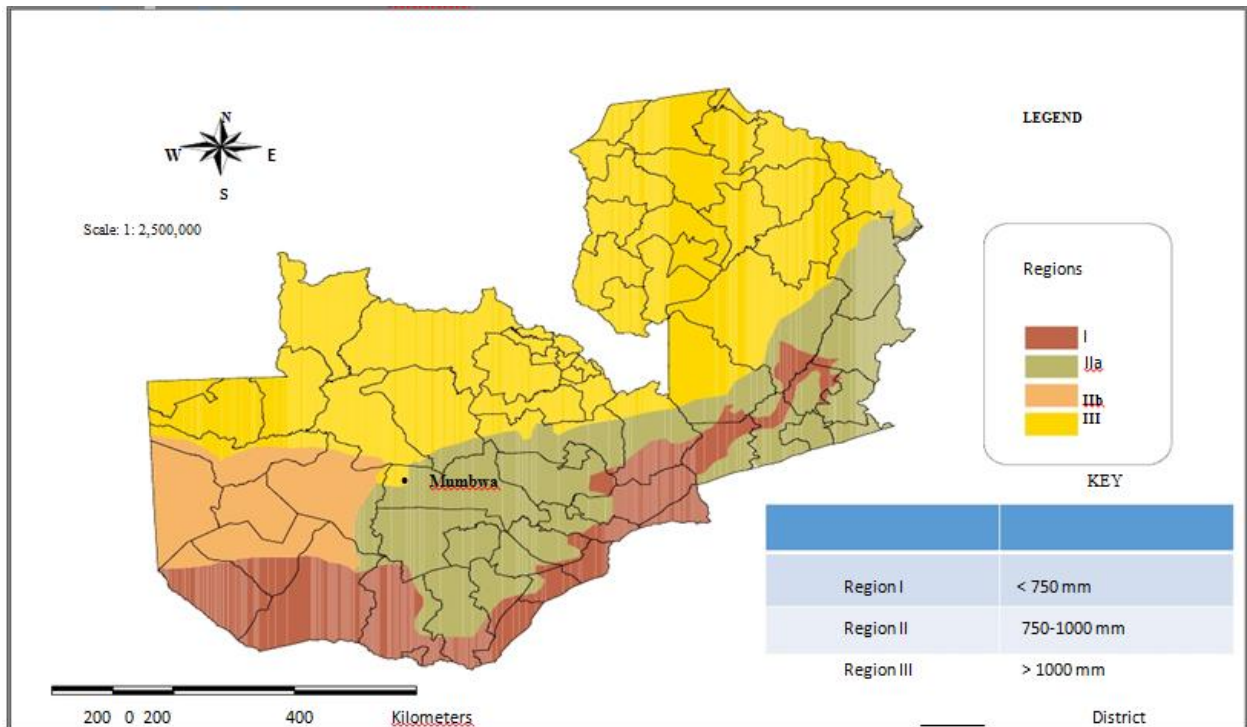 N
W E
S
Scale: 1: 2,500,000
LEGEND
Regions
I
IIa
IIb
III
Mumbwa
KEY
Region I < 750 mm
Region II 750-1000 mm
Region III > 1000 mm
200 0 200 400 Kilometers
District